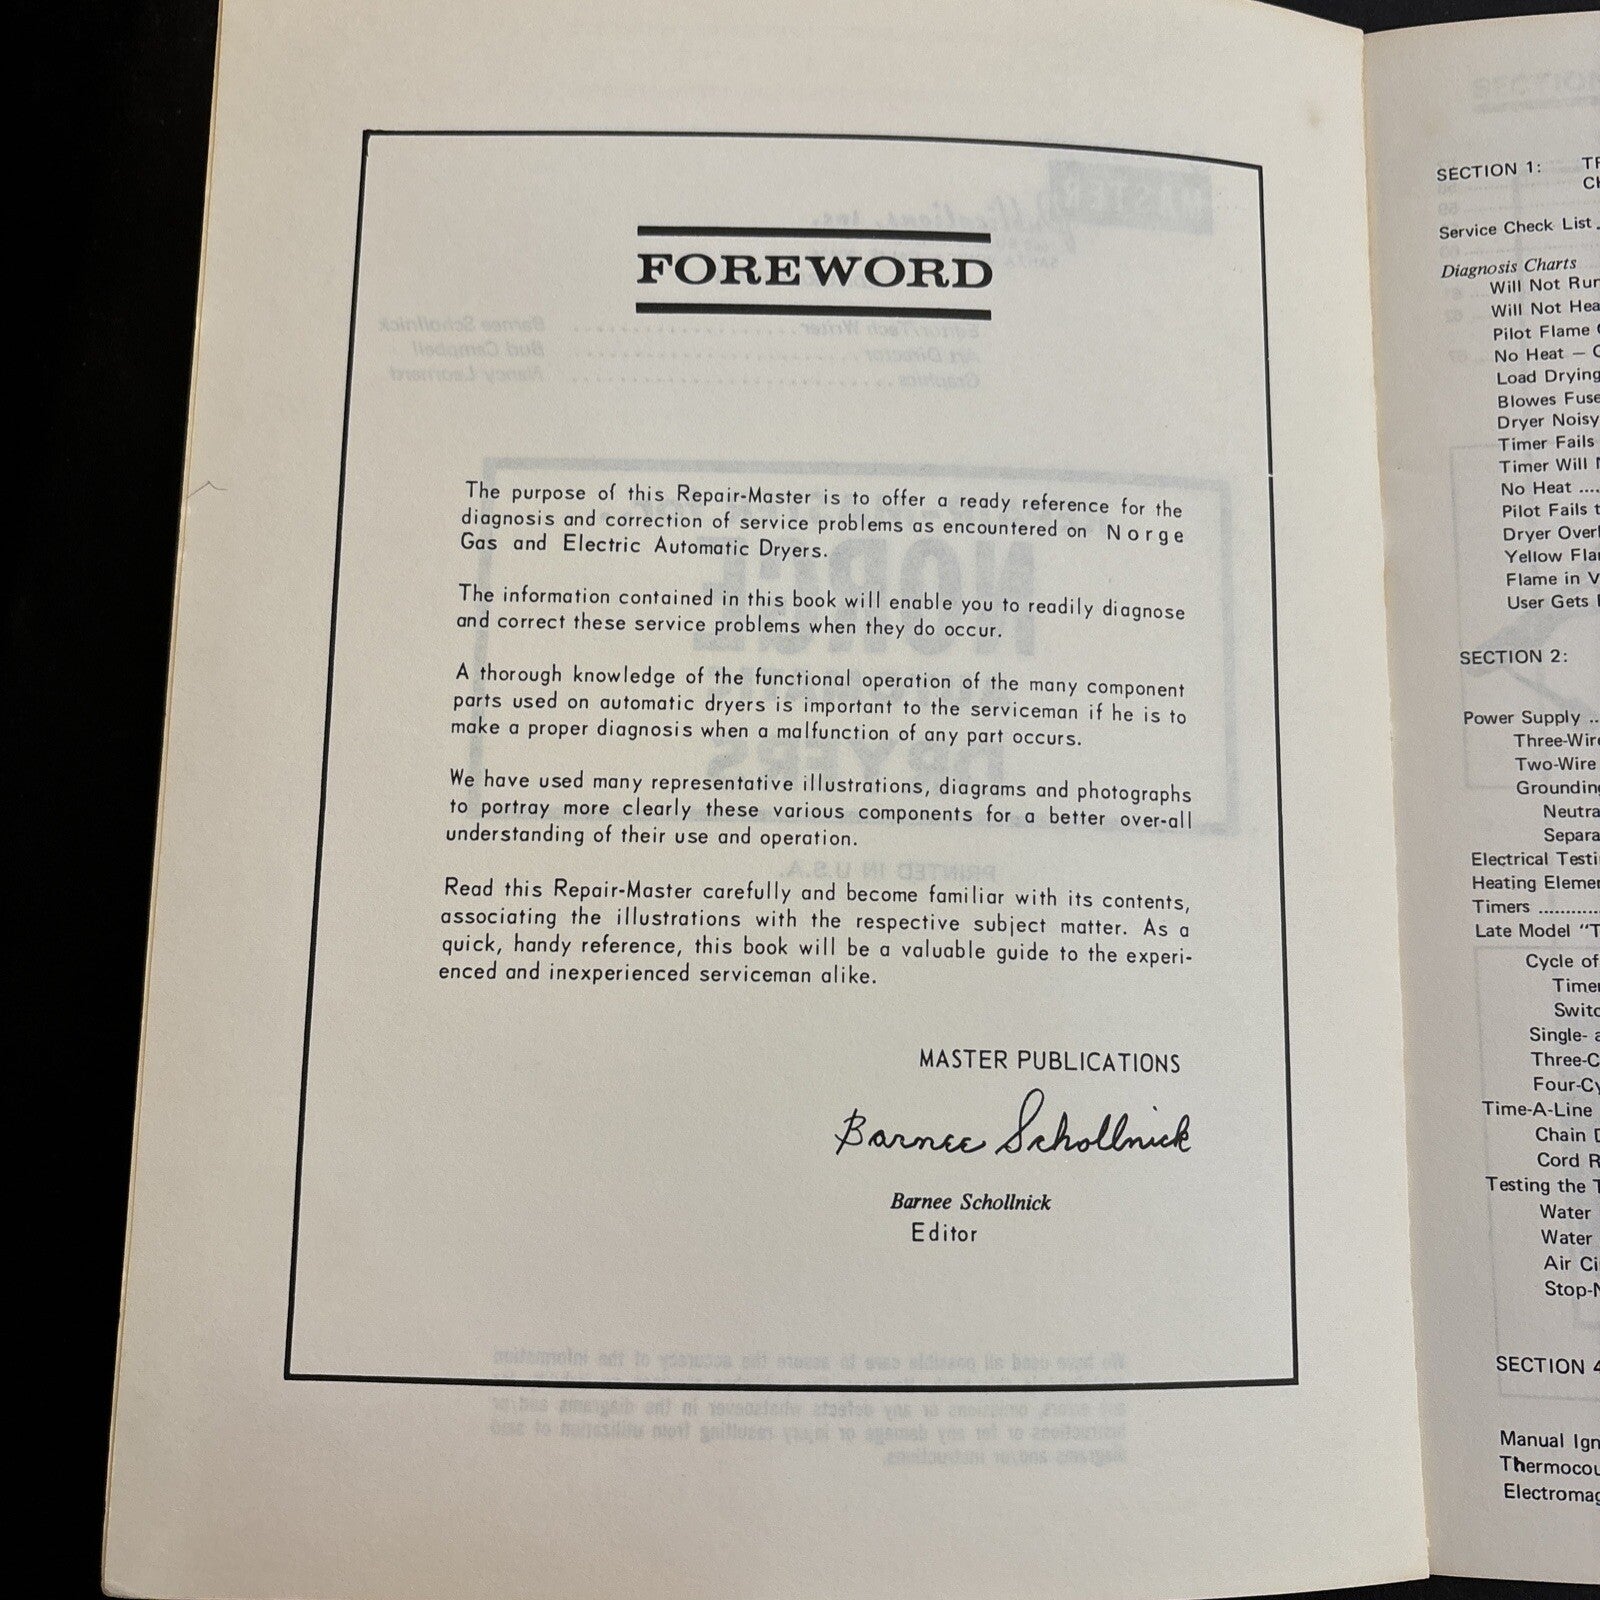 FOREWORD
The purpose of this Repair-Master is to offer a ready reference for the
diagnosis and correction of service problems as encountered on Norge
Gas and Electric Automatic Dryers.
The information contained in this book will enable you to readily diagnose
and correct these service problems when they do occur.
A thorough knowledge of the functional operation of the many component
parts used on automatic dryers is important to the serviceman if he is to
make a proper diagnosis when a malfunction of any part occurs.
We have used many representative illustrations, diagrams and photographs
to portray more clearly these various components for a better over-all
understanding of their use and operation.
Read this Repair-Master carefully and become familiar with its contents,
associating the illustrations with the respective subject matter. As a
quick, handy reference, this book will be a valuable guide to the experi-
enced and inexperienced serviceman alike.
MASTER PUBLICATIONS
Barnee Schollnick
Barnee Schollnick
Editor
SECTION 1:
Service Check List
Diagnosis Charts
Will Not Run
Will Not
Pilot Flame
No Heat –
Load Drying
Blowes
Dryer Noisy
Timer Fails
Timer Will
No Heat ....
Pilot Fails
Dryer
Yellow
Flame in
User Gets
SECTION 2:
Power Supply ..
Three-Wire
Two-Wire
Grounding
Electrical
Heating
Timers ............
Late Model
Cycle of
Single-
Time-A-Line
Chain
Cord
Testing the
Water
Water
Air
SECTION 4
Manual